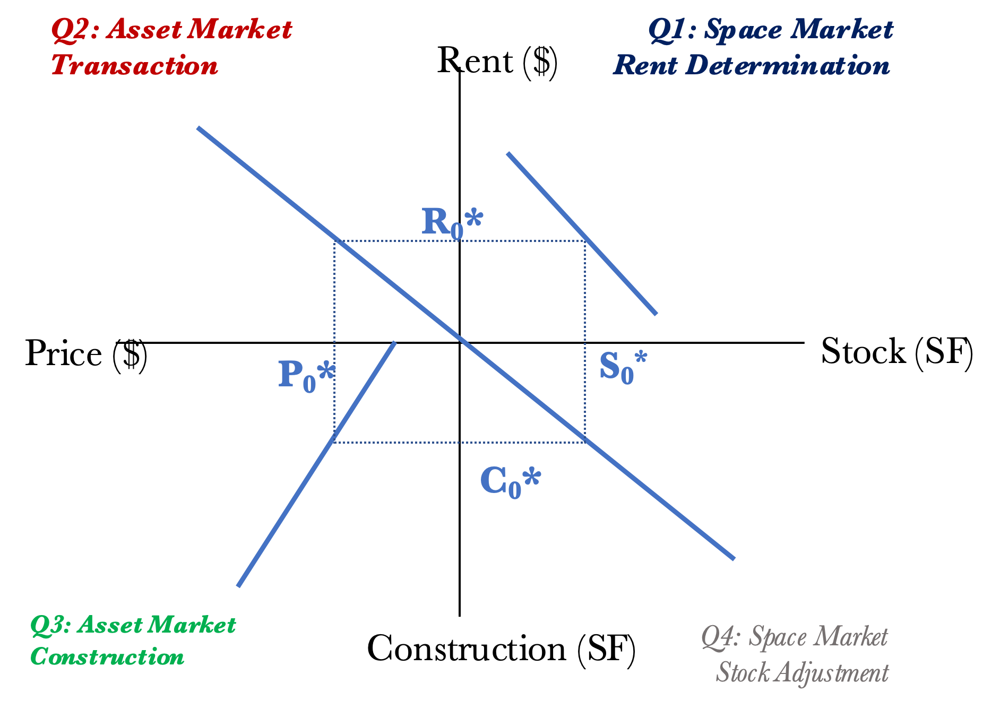 Q2: Asset Market
Transaction
Q1: Space Market
Rent Determination
Rent ($)
R₀*
Price ($)
P₀*
S₀*
Stock (SF)
C₀*
Q3: Asset Market
Construction
Construction (SF)
Q4: Space Market
Stock Adjustment